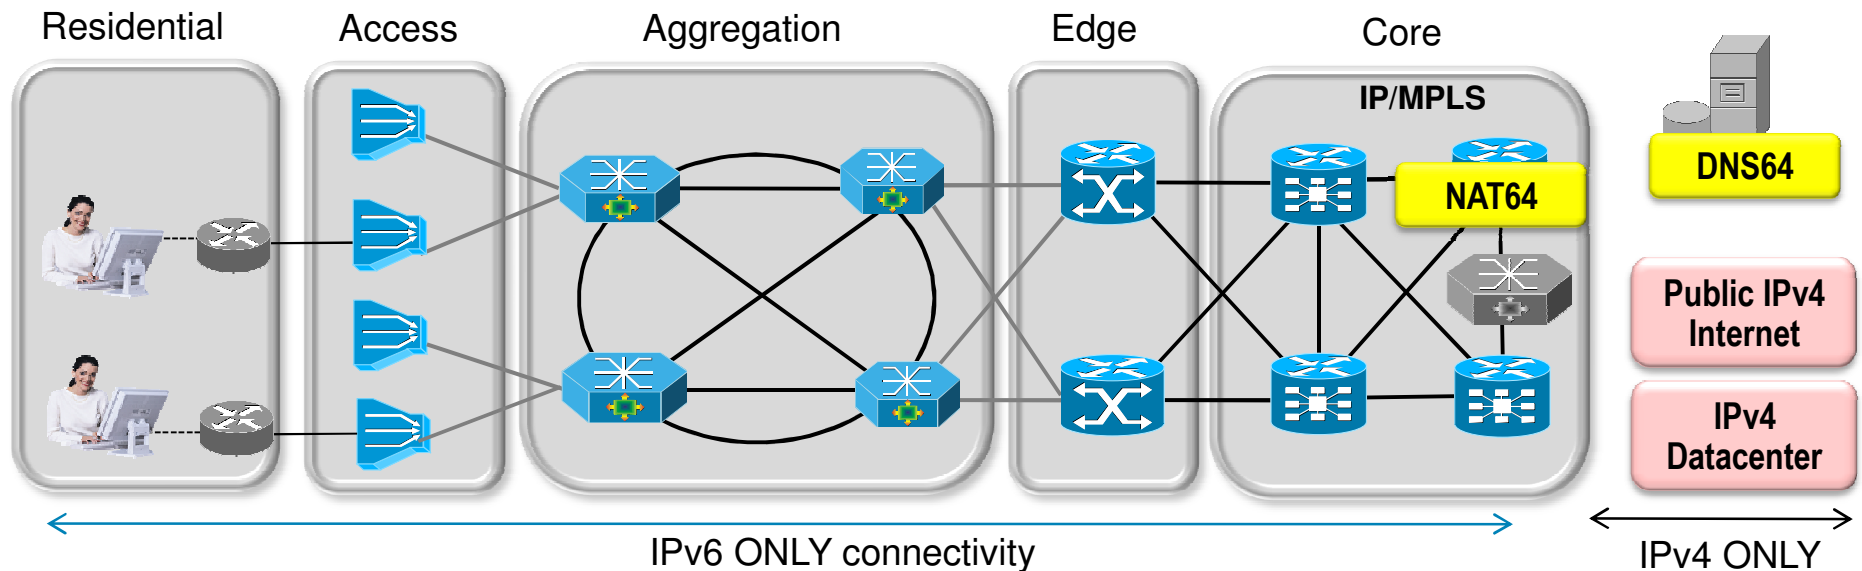 Residential
Access
Aggregation
Edge
Core
IP/MPLS
NAT64
DNS64
Public IPv4
Internet
IPv4
Datacenter
IPv6 ONLY connectivity
IPv4 ONLY